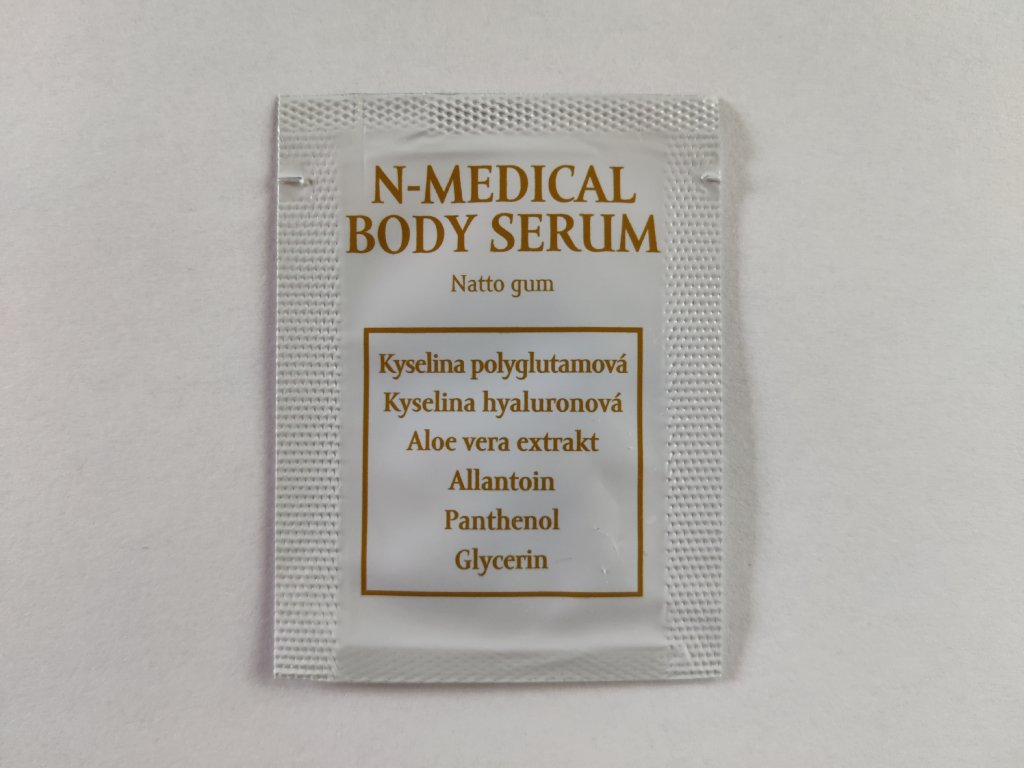 N-MEDICAL
BODY SERUM
Natto gum
Kyselina polyglutamová
Kyselina hyaluronová
Aloe vera extrakt
Allantoin
Panthenol
Glycerin